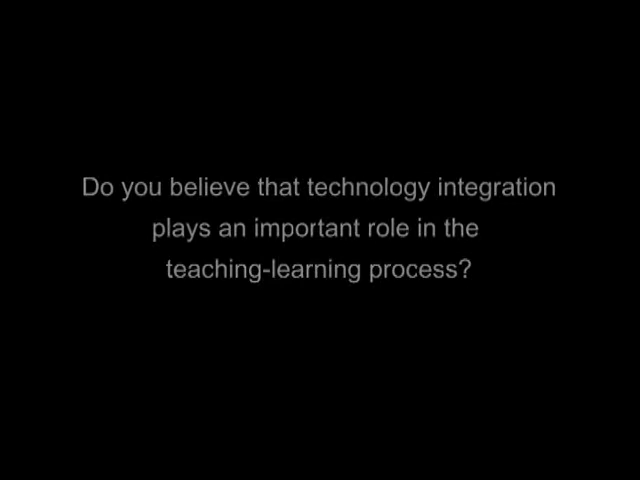 Do you believe that technology integration
plays an important role in the
teaching-learning process?